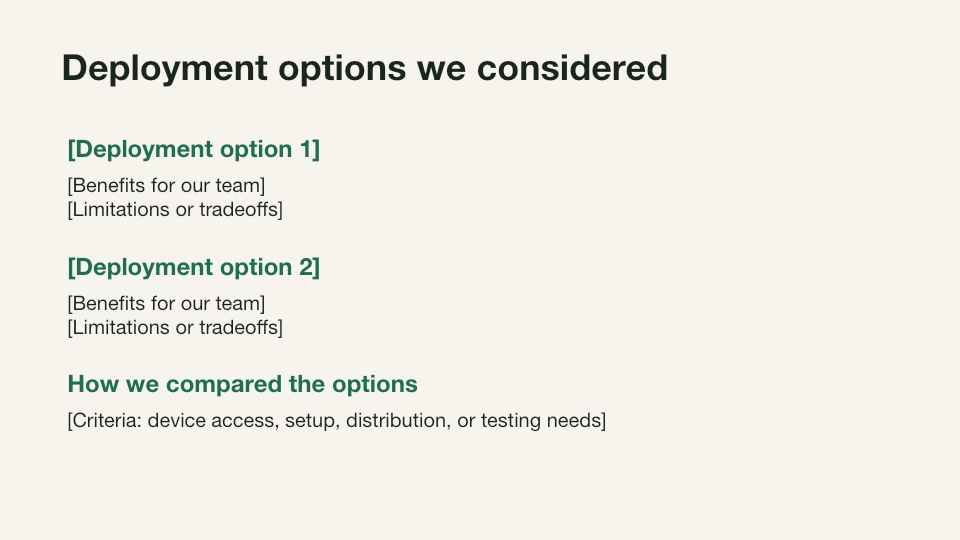 Deployment options we considered
[Deployment option 1]
[Benefits for our team]
[Limitations or tradeoffs]
[Deployment option 2]
[Benefits for our team]
[Limitations or tradeoffs]
How we compared the options
[Criteria: device access, setup, distribution, or testing needs]